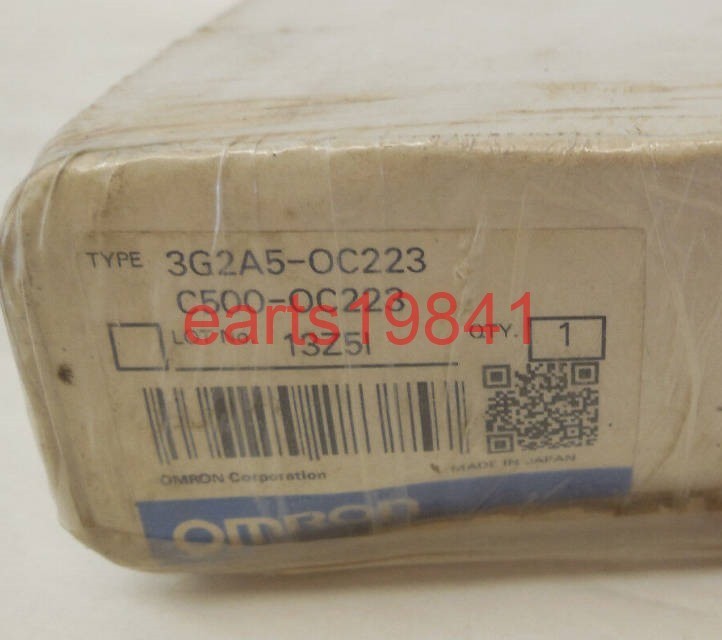 TYPE 3G2A5-OC223
C500-OC223
earts19841
LOT No. 13Z5I QTY. 1
OMRON Corporation
MADE IN JAPAN
OMRON